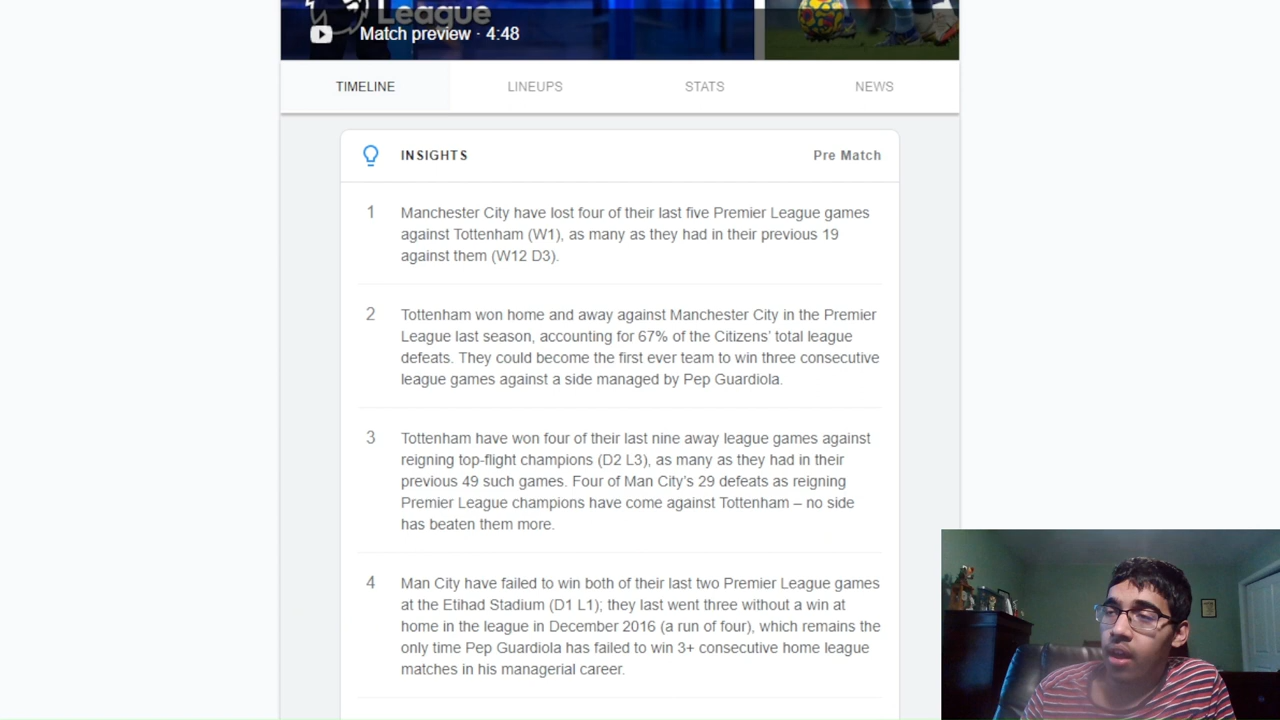 League
Match preview · 4:48
TIMELINE
LINEUPS
STATS
NEWS
INSIGHTS
Pre Match
1
Manchester City have lost four of their last five Premier League games
against Tottenham (W1), as many as they had in their previous 19
against them (W12 D3).
2
Tottenham won home and away against Manchester City in the Premier
League last season, accounting for 67% of the Citizens’ total league
defeats. They could become the first ever team to win three consecutive
league games against a side managed by Pep Guardiola.
3
Tottenham have won four of their last nine away league games against
reigning top-flight champions (D2 L3), as many as they had in their
previous 49 such games. Four of Man City’s 29 defeats as reigning
Premier League champions have come against Tottenham – no side
has beaten them more.
4
Man City have failed to win both of their last two Premier League games
at the Etihad Stadium (D1 L1); they last went three without a win at
home in the league in December 2016 (a run of four), which remains the
only time Pep Guardiola has failed to win 3+ consecutive home league
matches in his managerial career.